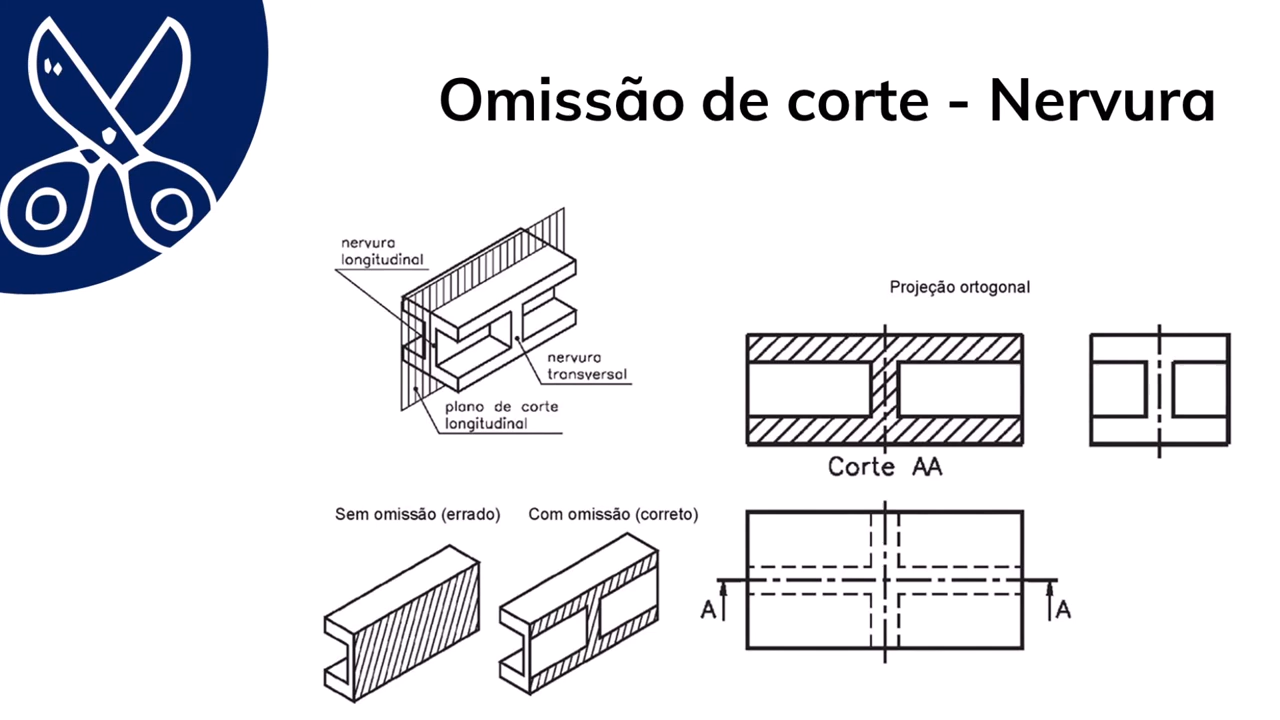 Omissão de corte - Nervura
nervura
longitudinal
nervura
transversal
plano de corte
longitudinal
Projeção ortogonal
Corte AA
Sem omissão (errado)
Com omissão (correto)
A
A